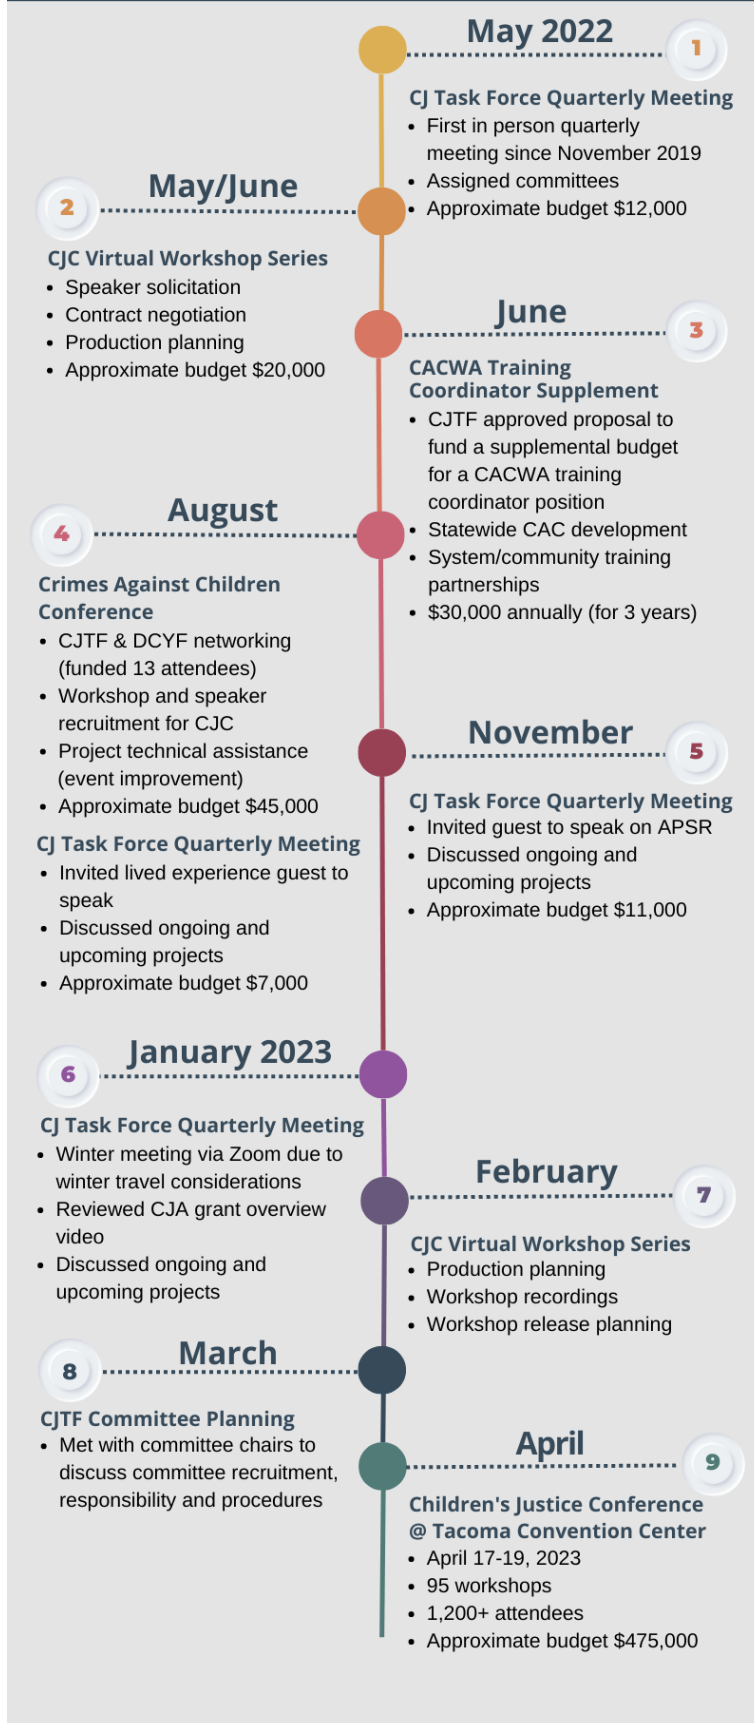 May 2022
1
CJ Task Force Quarterly Meeting
• First in person quarterly
meeting since November 2019
• Assigned committees
• Approximate budget $12,000
May/June
2
CJC Virtual Workshop Series
• Speaker solicitation
• Contract negotiation
• Production planning
• Approximate budget $20,000
June
3
CACWA Training
Coordinator Supplement
• CJTF approved proposal to
fund a supplemental budget
for a CACWA training
coordinator position
• Statewide CAC development
• System/community training
partnerships
• $30,000 annually (for 3 years)
August
4
Crimes Against Children
Conference
• CJTF & DCYF networking
(funded 13 attendees)
• Workshop and speaker
recruitment for CJC
• Project technical assistance
(event improvement)
• Approximate budget $45,000
CJ Task Force Quarterly Meeting
• Invited lived experience guest to
speak
• Discussed ongoing and
upcoming projects
• Approximate budget $7,000
November
5
CJ Task Force Quarterly Meeting
• Invited guest to speak on APSR
• Discussed ongoing and
upcoming projects
• Approximate budget $11,000
January 2023
6
CJ Task Force Quarterly Meeting
• Winter meeting via Zoom due to
winter travel considerations
• Reviewed CJA grant overview
video
• Discussed ongoing and
upcoming projects
February
7
CJC Virtual Workshop Series
• Production planning
• Workshop recordings
• Workshop release planning
March
8
CJTF Committee Planning
• Met with committee chairs to
discuss committee recruitment,
responsibility and procedures
April
9
Children's Justice Conference
@ Tacoma Convention Center
• April 17-19, 2023
• 95 workshops
• 1,200+ attendees
• Approximate budget $475,000